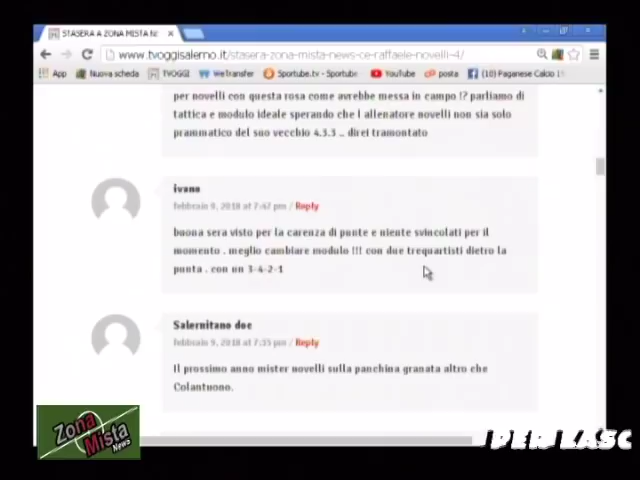 STASERA A ZONA MISTA N
www.tvoggisalerno.it/stasera-zona-mista-news-ce-raffaele-novelli-4/
App Nuova scheda TVOGGI WeTransfer Sportube.tv - Sportube YouTube posta (10) Paganese Calcio
per novelli con questa rosa come avrebbe messa in campo !? parliamo di
tattica e modulo ideale sperando che l allenatore novelli non sia solo
prammatico del suo vecchio 4.3.3 .. direi tramontato
ivano
febbraio 9, 2018 at 7:47 pm / Reply
buona sera visto per la carenza di punte e niente svincolati per il
momento . meglio cambiare modulo !!! con due trequartisti dietro la
punta . con un 3-4-2-1
Salernitano doc
febbraio 9, 2018 at 7:55 pm / Reply
Il prossimo anno mister novelli sulla panchina granata altro che
Colantuono.
Zona
Mista
News